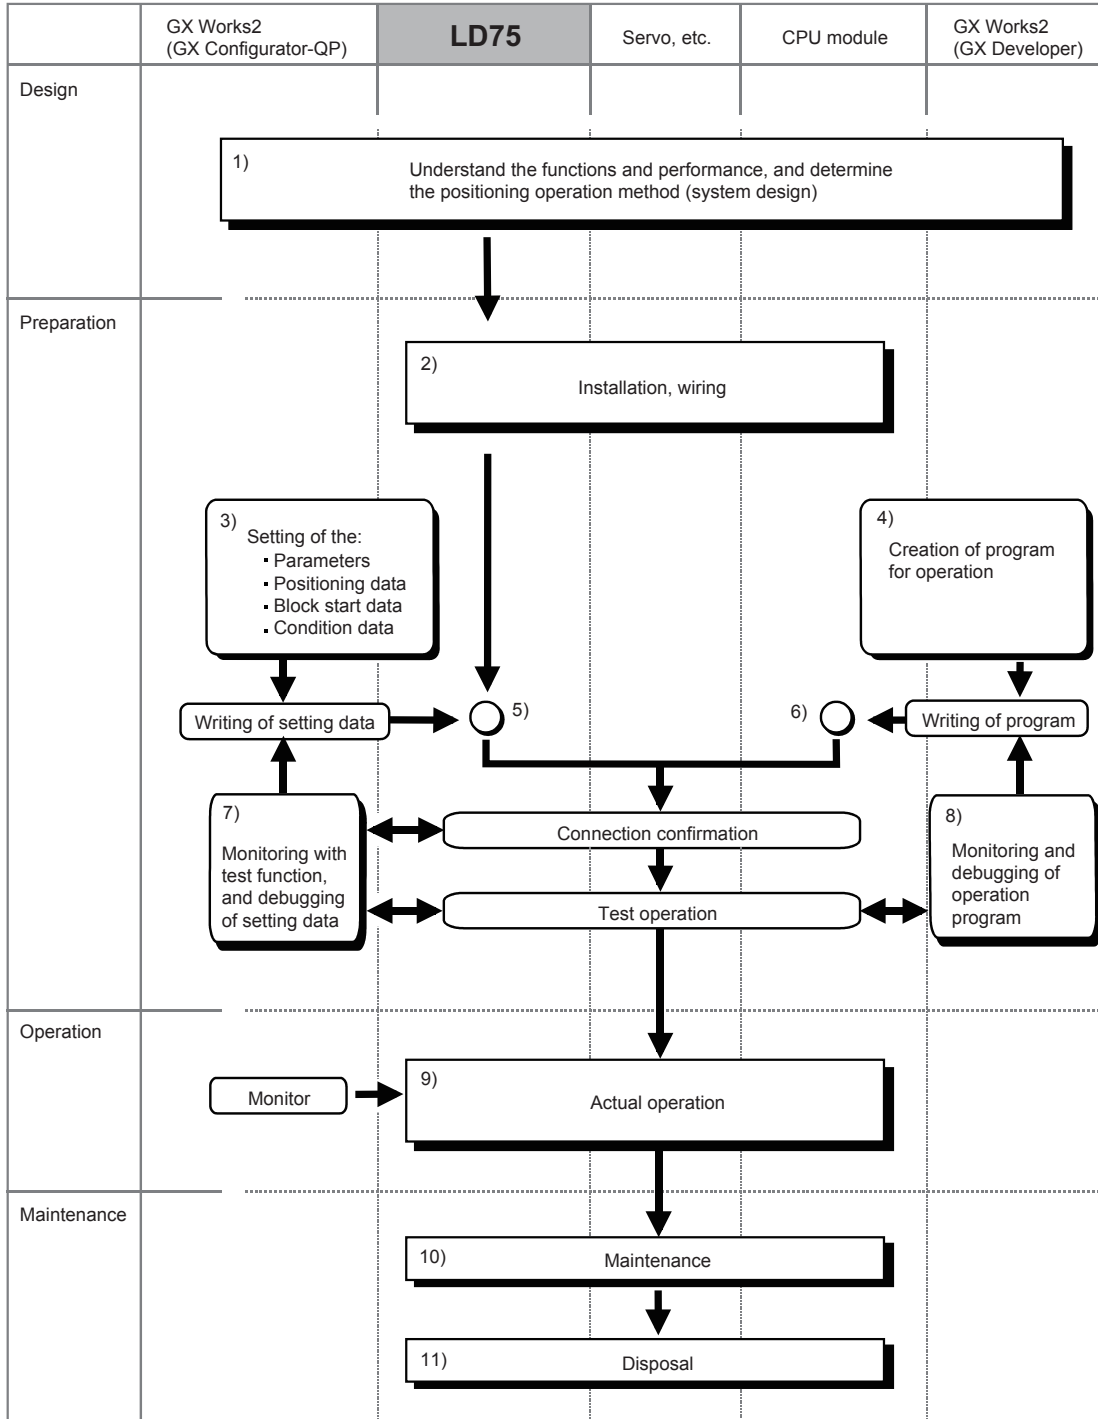 GX Works2
(GX Configurator-QP)
LD75
Servo, etc.
CPU module
GX Works2
(GX Developer)
Design
1)
Understand the functions and performance, and determine
the positioning operation method (system design)
Preparation
2)
Installation, wiring
3)
Setting of the:
▪ Parameters
▪ Positioning data
▪ Block start data
▪ Condition data
4)
Creation of program
for operation
Writing of setting data
5)
6)
Writing of program
7)
Monitoring with
test function,
and debugging
of setting data
Connection confirmation
Test operation
8)
Monitoring and
debugging of
operation
program
Operation
Monitor
9)
Actual operation
Maintenance
10)
Maintenance
11)
Disposal